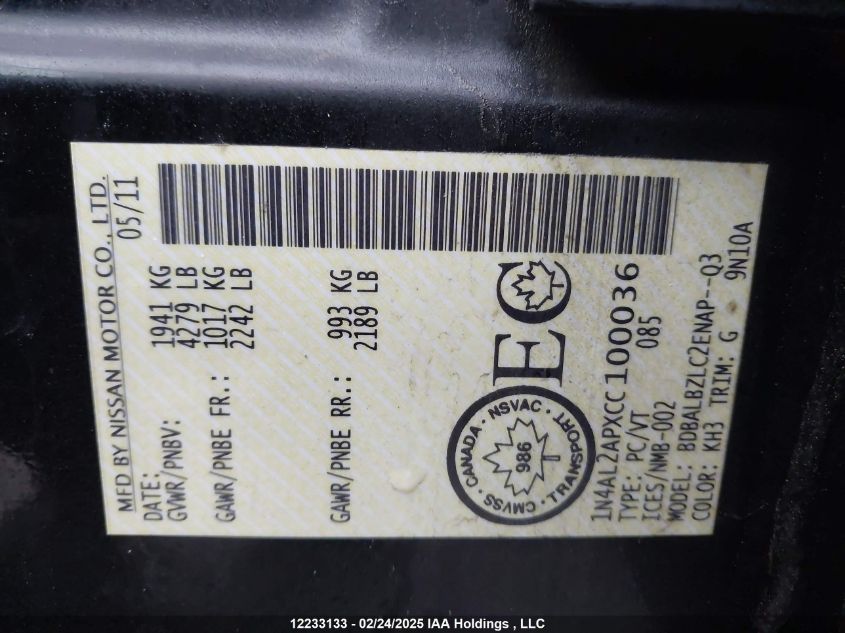 MFD BY NISSAN MOTOR CO., LTD.
DATE: 05/11
GVWR/PNBV: 1941 KG
4279 LB
GAWR/PNBE FR.: 1017 KG
2242 LB
GAWR/PNBE RR.: 993 KG
2189 LB
EC
CANADA · NSVAC · TRANSPORT · CMVSS ·
986
1N4AL2APXCC100036
TYPE: PC/VT 085
ICES/NMB-002
MODEL: BDBALBZLC2ENAP--Q3
COLOR: KH3 TRIM: G 9N10A
12233133 - 02/24/2025 IAA Holdings , LLC